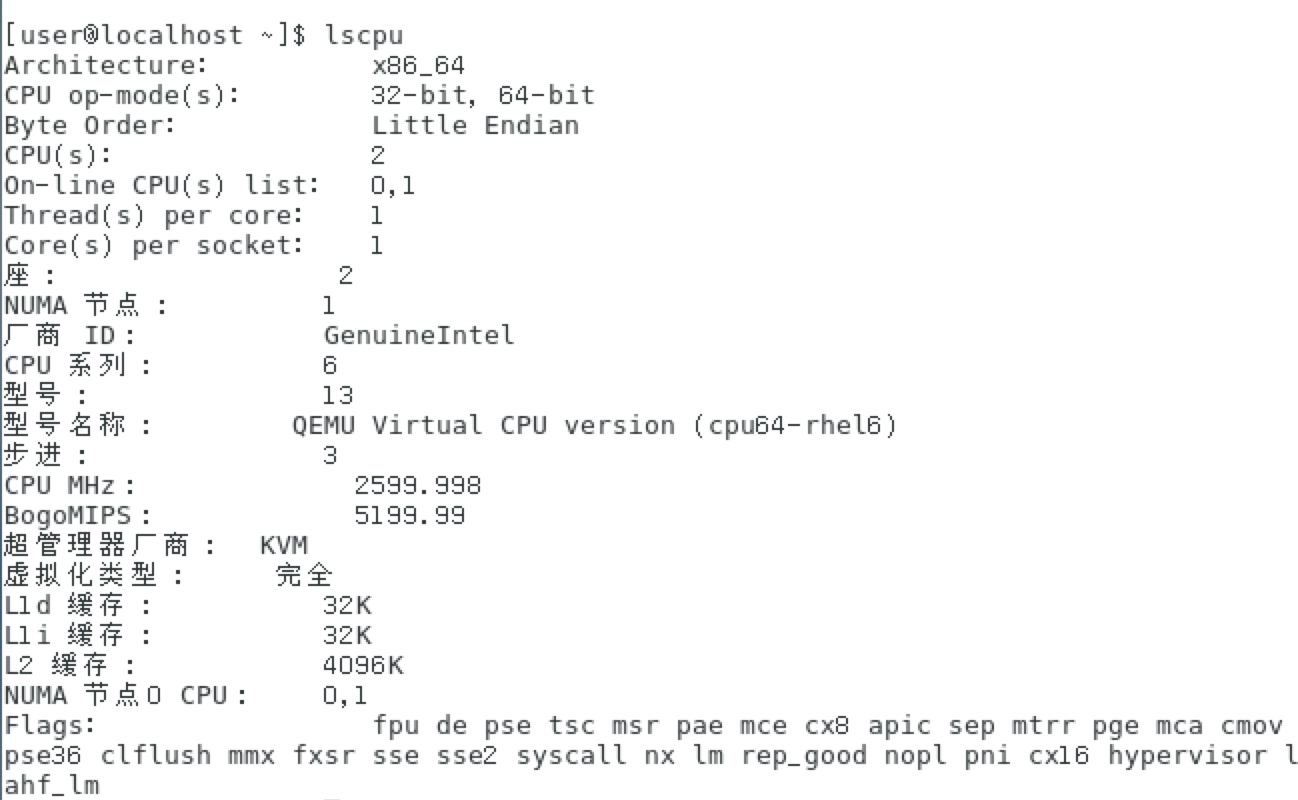 [user@localhost ~]$ lscpu
Architecture:          x86_64
CPU op-mode(s):        32-bit, 64-bit
Byte Order:            Little Endian
CPU(s):                2
On-line CPU(s) list:   0,1
Thread(s) per core:    1
Core(s) per socket:    1
座：                 2
NUMA 节点：         1
厂商 ID：           GenuineIntel
CPU 系列：          6
型号：              13
型号名称：        QEMU Virtual CPU version (cpu64-rhel6)
步进：              3
CPU MHz：             2599.998
BogoMIPS：            5199.99
超管理器厂商：  KVM
虚拟化类型：     完全
L1d 缓存：          32K
L1i 缓存：          32K
L2 缓存：           4096K
NUMA 节点0 CPU：    0,1
Flags:                 fpu de pse tsc msr pae mce cx8 apic sep mtrr pge mca cmov
pse36 clflush mmx fxsr sse sse2 syscall nx lm rep_good nopl pni cx16 hypervisor l
ahf_lm